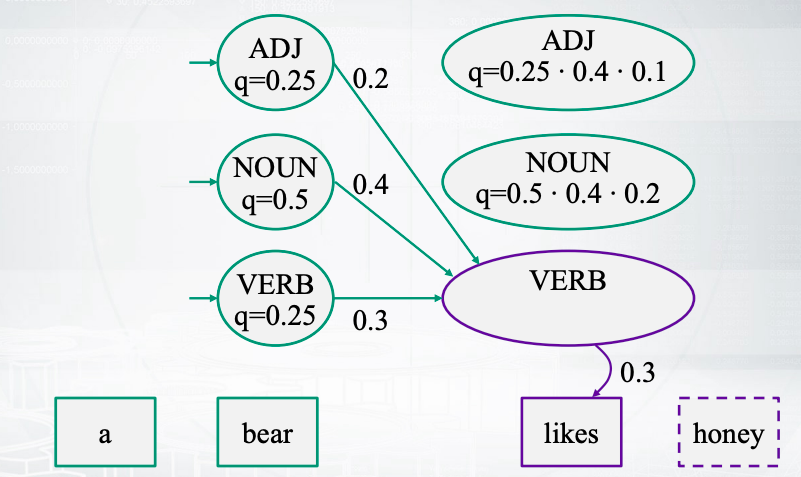 ADJ
q=0.25
0.2
ADJ
q=0.25 · 0.4 · 0.1
NOUN
q=0.5
0.4
NOUN
q=0.5 · 0.4 · 0.2
VERB
q=0.25
0.3
VERB
0.3
a
bear
likes
honey